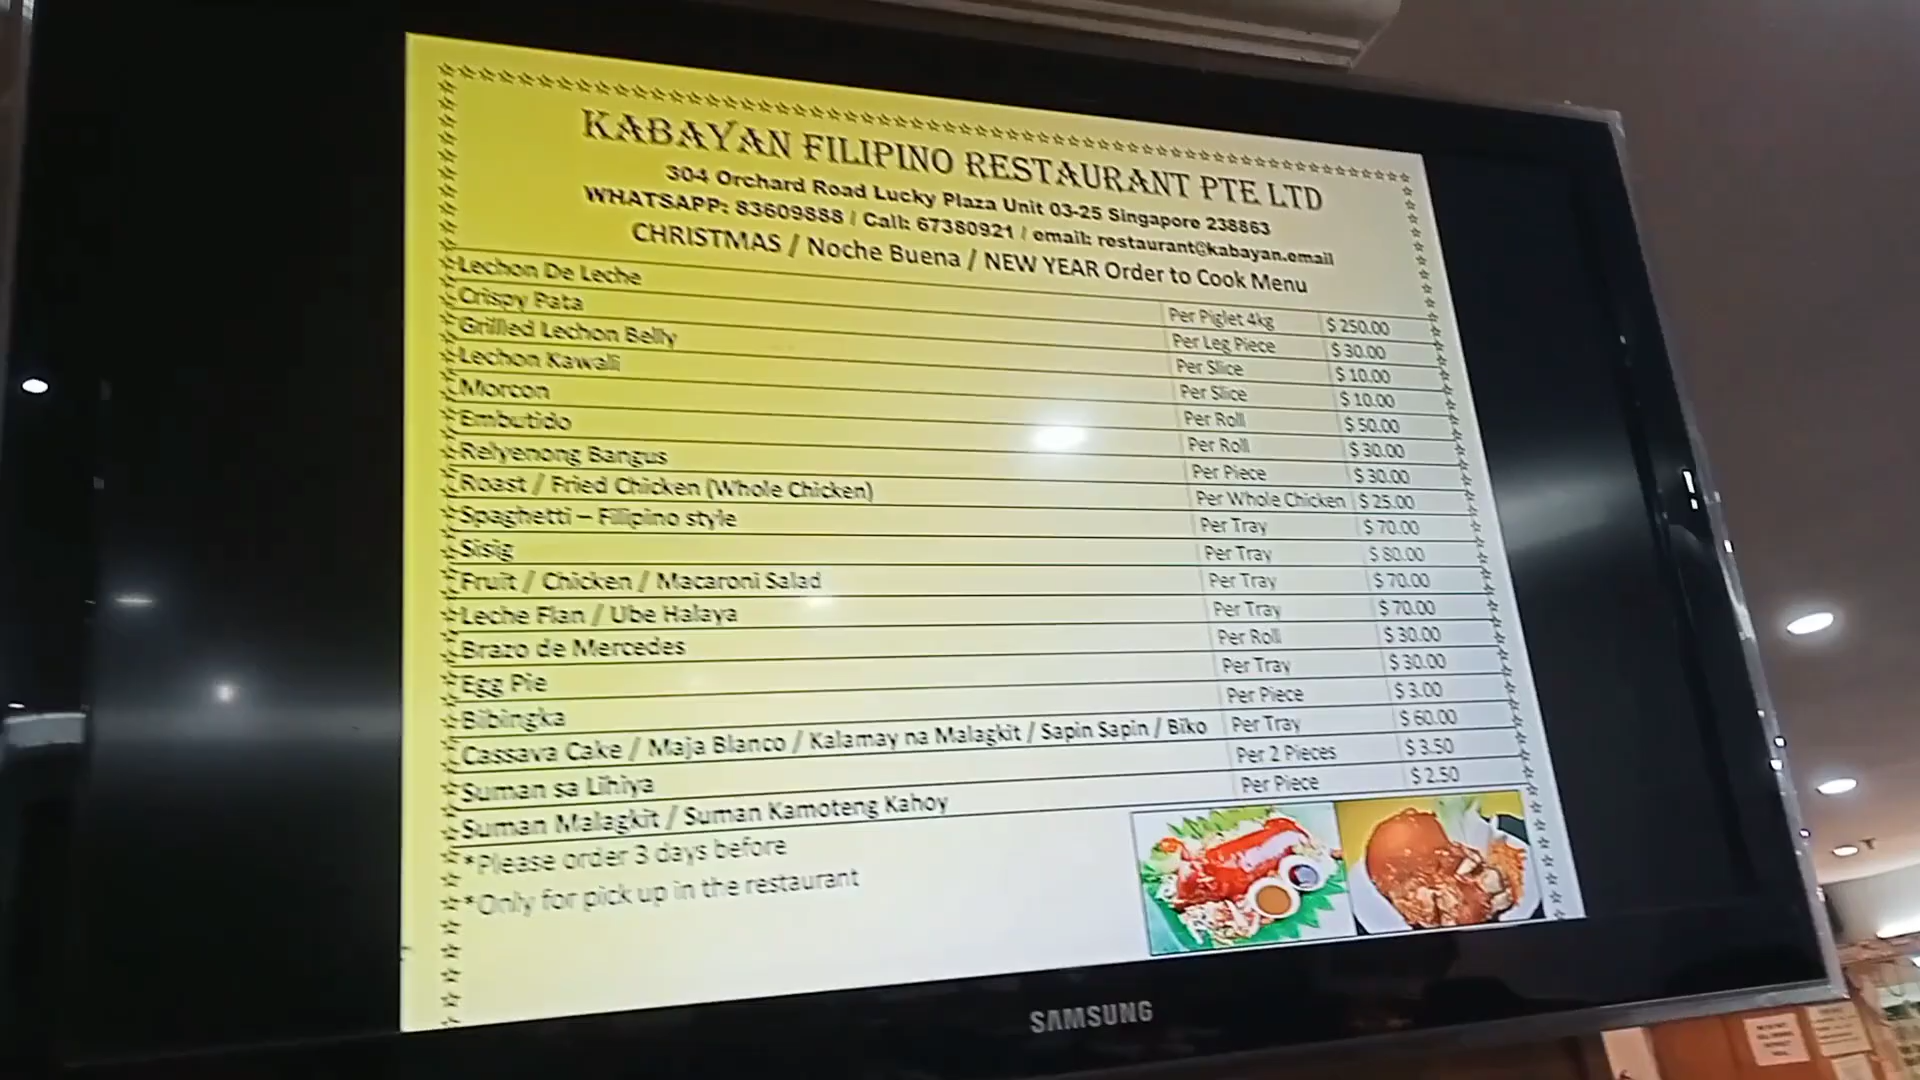 KABAYAN FILIPINO RESTAURANT PTE LTD
304 Orchard Road Lucky Plaza Unit 03-25 Singapore 238863
WHATSAPP: 83609888 / Call: 67380921 / email: restaurant@kabayan.email
CHRISTMAS / Noche Buena / NEW YEAR Order to Cook Menu
Lechon De Leche Per Piglet 4kg $ 250.00
Crispy Pata Per Leg Piece $ 30.00
Grilled Lechon Belly Per Slice $ 10.00
Lechon Kawali Per Slice $ 10.00
Morcon Per Roll $ 50.00
Embutido Per Roll $ 30.00
Relyenong Bangus Per Piece $ 30.00
Roast / Fried Chicken (Whole Chicken) Per Whole Chicken $ 25.00
Spaghetti – Filipino style Per Tray $ 70.00
Sisig Per Tray $ 80.00
Fruit / Chicken / Macaroni Salad Per Tray $ 70.00
Leche Flan / Ube Halaya Per Tray $ 70.00
Brazo de Mercedes Per Roll $ 30.00
Egg Pie Per Tray $ 30.00
Bibingka Per Piece $ 3.00
Cassava Cake / Maja Blanco / Kalamay na Malagkit / Sapin Sapin / Biko Per Tray $ 60.00
Suman sa Lihiya Per 2 Pieces $ 3.50
Suman Malagkit / Suman Kamoteng Kahoy Per Piece $ 2.50
*Please order 3 days before
*Only for pick up in the restaurant
SAMSUNG